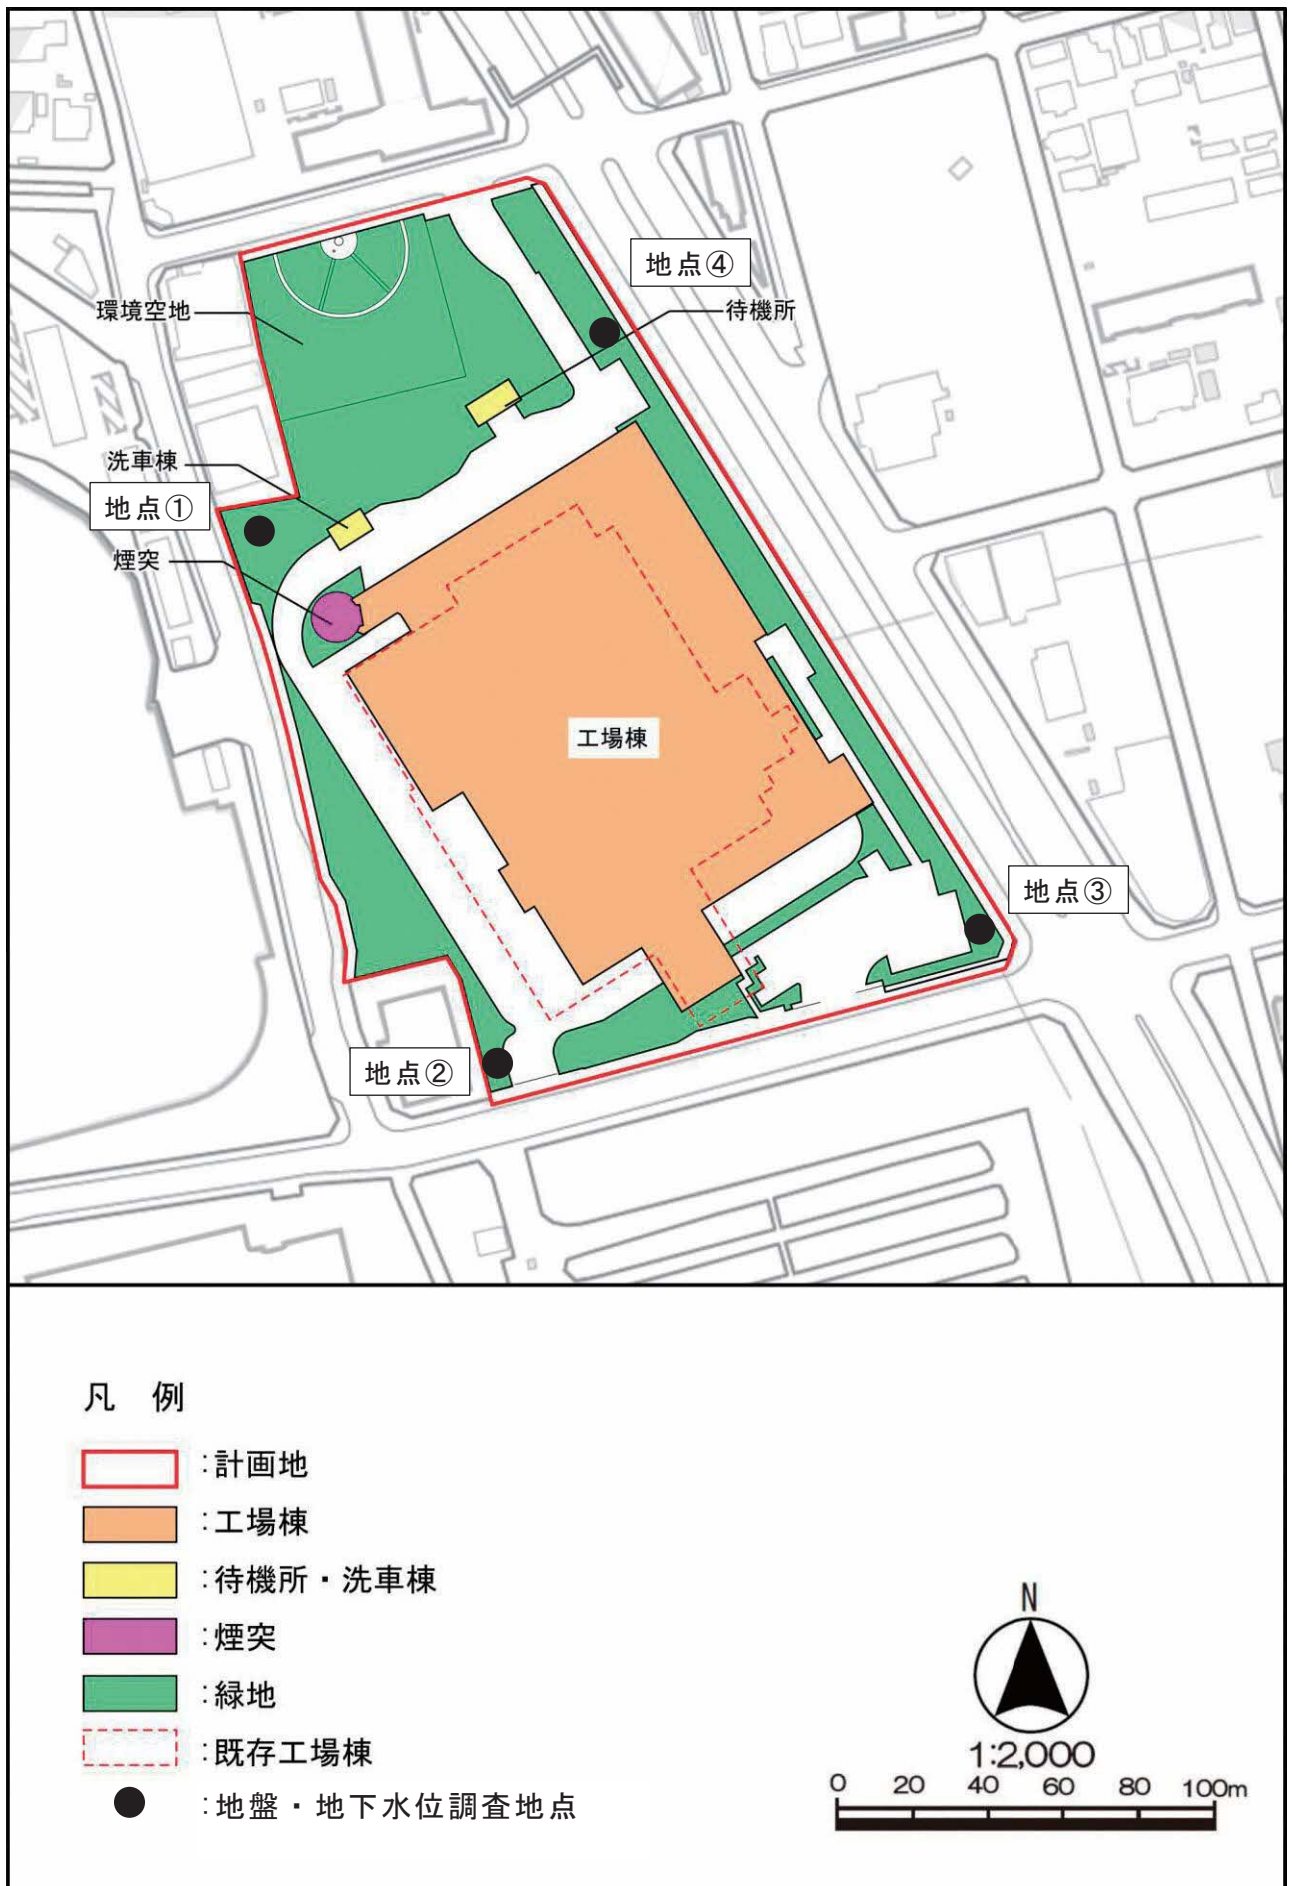 地点④
環境空地
待機所
洗車棟
地点①
煙突
工場棟
地点③
地点②
凡　例
：計画地
：工場棟
：待機所・洗車棟
：煙突
：緑地
：既存工場棟
：地盤・地下水位調査地点
N
1:2,000
0 20 40 60 80 100m